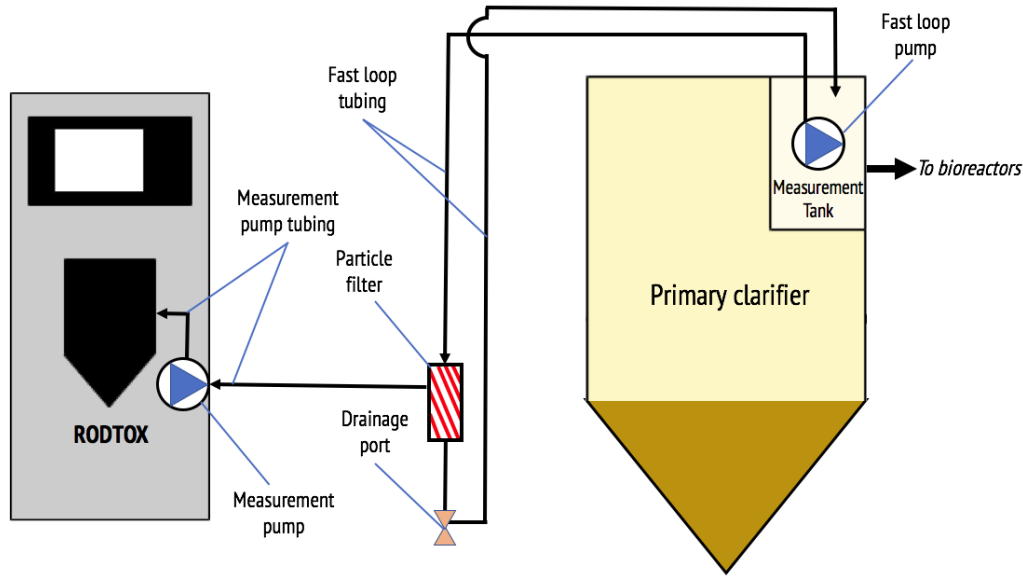 Fast loop
pump
Fast loop
tubing
To bioreactors
Measurement
Tank
Measurement
pump tubing
Particle
filter
Primary clarifier
Drainage
port
RODTOX
Measurement
pump